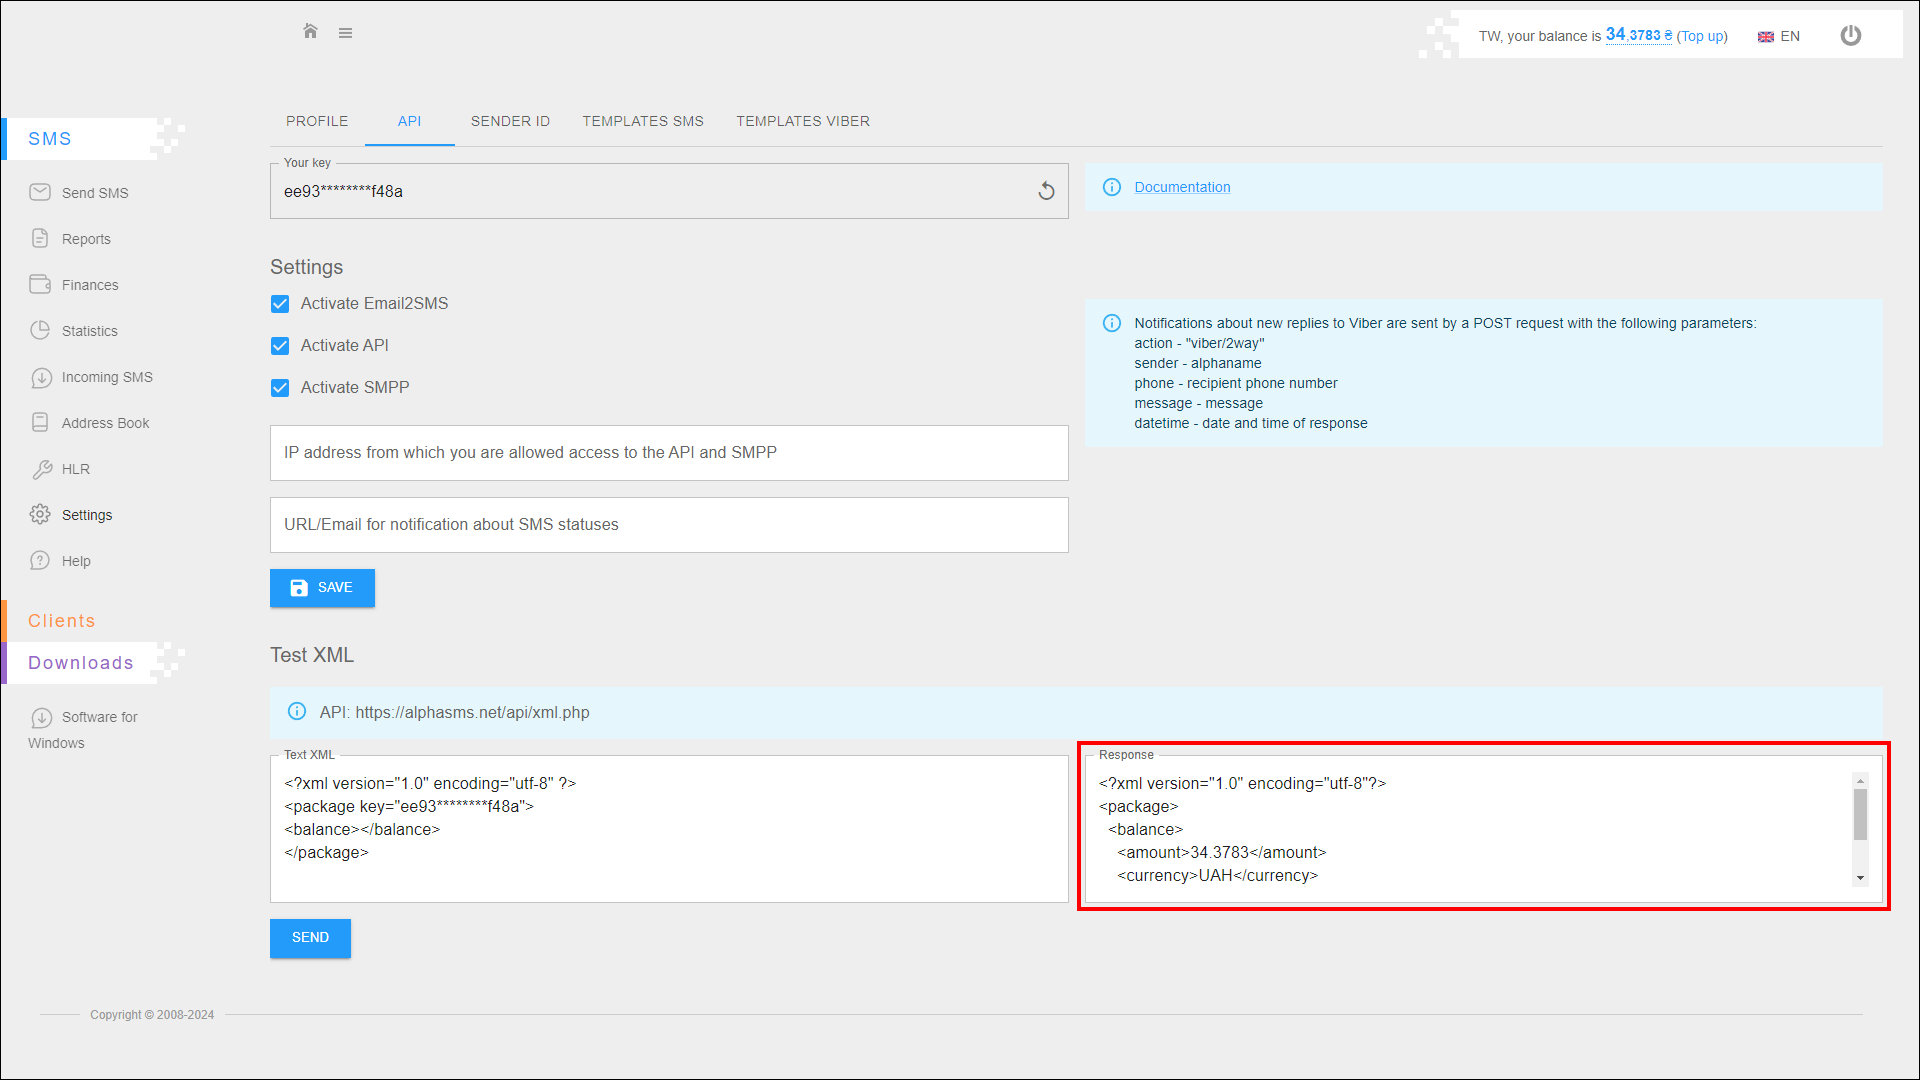 TW, your balance is 34,3783 ₴ (Top up)
EN
SMS
Send SMS
Reports
Finances
Statistics
Incoming SMS
Address Book
HLR
Settings
Help
Clients
Downloads
Software for
Windows
PROFILE
API
SENDER ID
TEMPLATES SMS
TEMPLATES VIBER
Your key
ee93********f48a
Documentation
Settings
Activate Email2SMS
Activate API
Activate SMPP
Notifications about new replies to Viber are sent by a POST request with the following parameters:
action - "viber/2way"
sender - alphaname
phone - recipient phone number
message - message
datetime - date and time of response
IP address from which you are allowed access to the API and SMPP
URL/Email for notification about SMS statuses
SAVE
Test XML
API: https://alphasms.net/api/xml.php
Text XML
<?xml version="1.0" encoding="utf-8" ?>
<package key="ee93********f48a">
<balance></balance>
</package>
Response
<?xml version="1.0" encoding="utf-8"?>
<package>
<balance>
<amount>34.3783</amount>
<currency>UAH</currency>
SEND
Copyright © 2008-2024